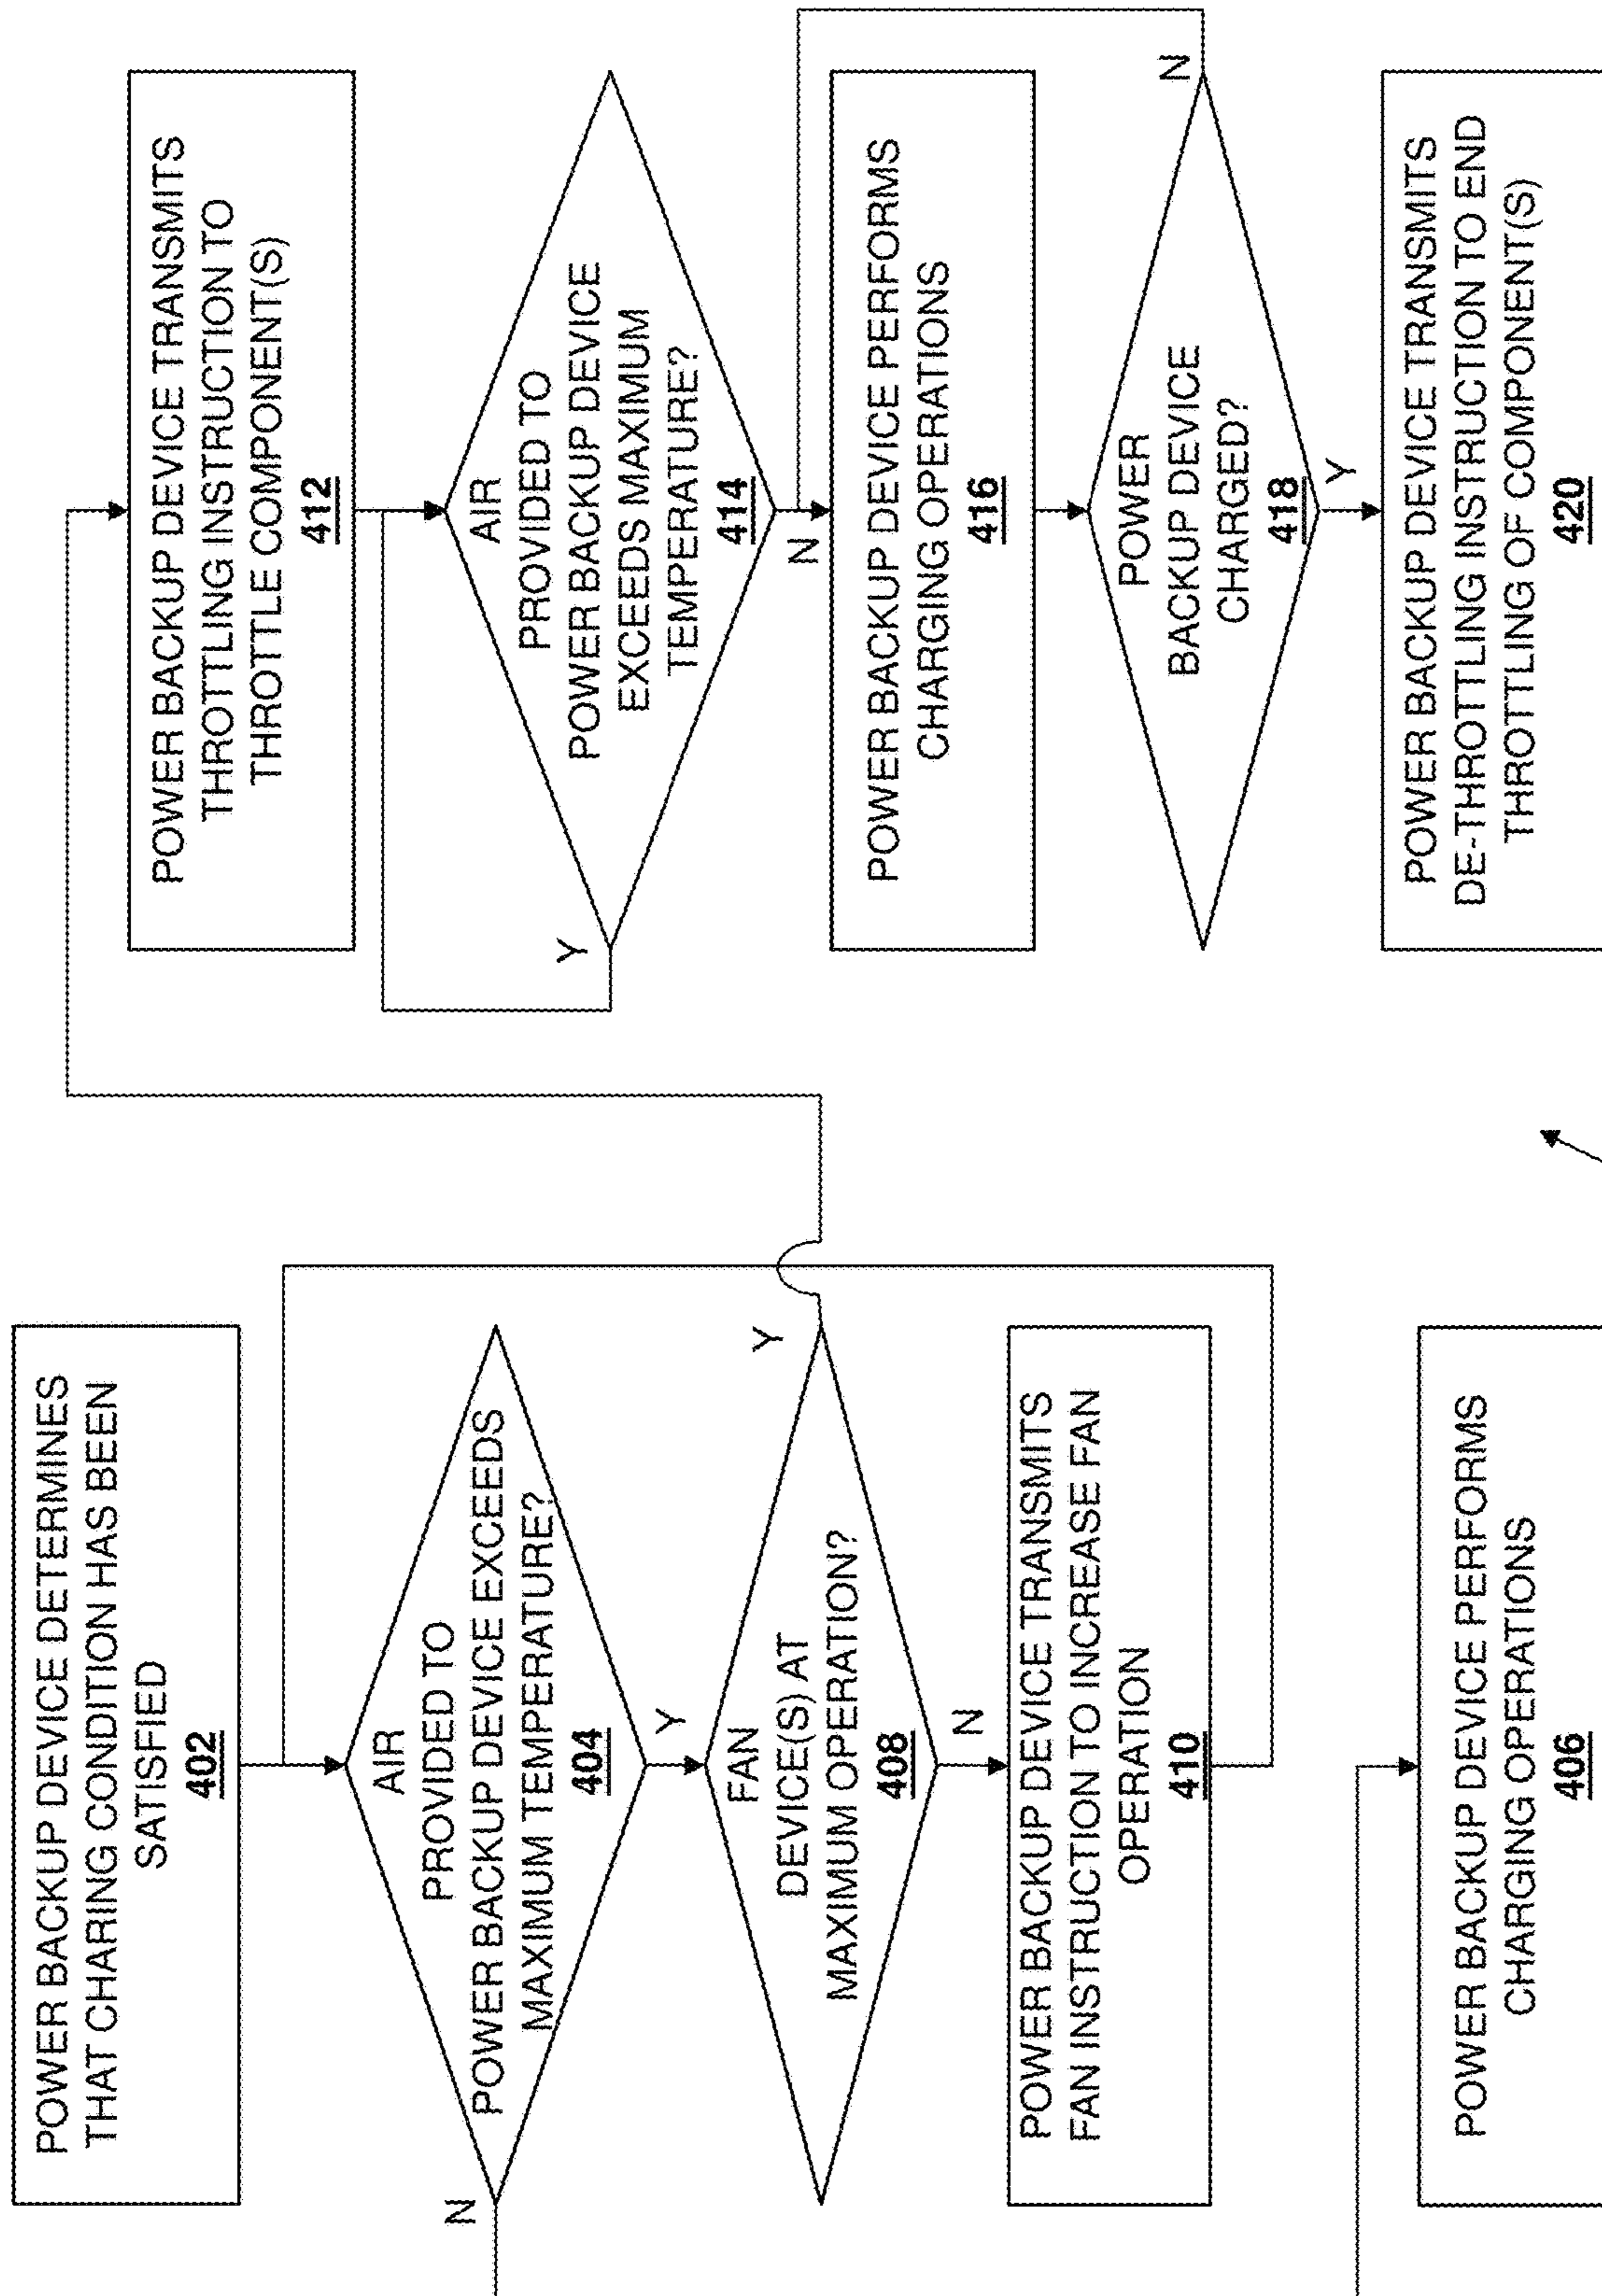 POWER BACKUP DEVICE DETERMINES
THAT CHARING CONDITION HAS BEEN
SATISFIED
402
AIR
PROVIDED TO
POWER BACKUP DEVICE EXCEEDS
MAXIMUM TEMPERATURE?
404
N
Y
FAN
DEVICE(S) AT
MAXIMUM OPERATION?
408
Y
N
POWER BACKUP DEVICE TRANSMITS
FAN INSTRUCTION TO INCREASE FAN
OPERATION
410
POWER BACKUP DEVICE PERFORMS
CHARGING OPERATIONS
406
POWER BACKUP DEVICE TRANSMITS
THROTTLING INSTRUCTION TO
THROTTLE COMPONENT(S)
412
AIR
PROVIDED TO
POWER BACKUP DEVICE
EXCEEDS MAXIMUM
TEMPERATURE?
414
Y
N
POWER BACKUP DEVICE PERFORMS
CHARGING OPERATIONS
416
POWER
BACKUP DEVICE
CHARGED?
418
N
Y
POWER BACKUP DEVICE TRANSMITS
DE-THROTTLING INSTRUCTION TO END
THROTTLING OF COMPONENT(S)
420